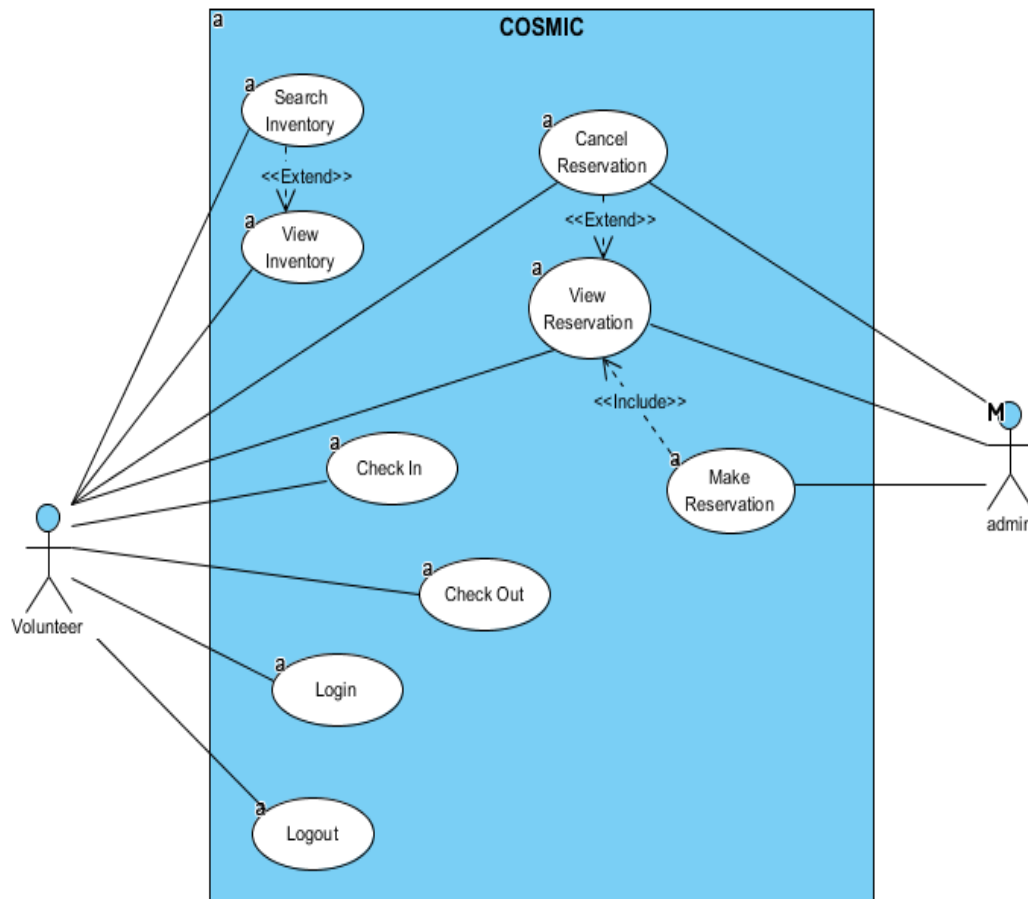 a
COSMIC
a
Search
Inventory
<<Extend>>
a
View
Inventory
a
Cancel
Reservation
<<Extend>>
a
View
Reservation
<<Include>>
a
Make
Reservation
M
admin
a
Check In
a
Check Out
Volunteer
a
Login
a
Logout